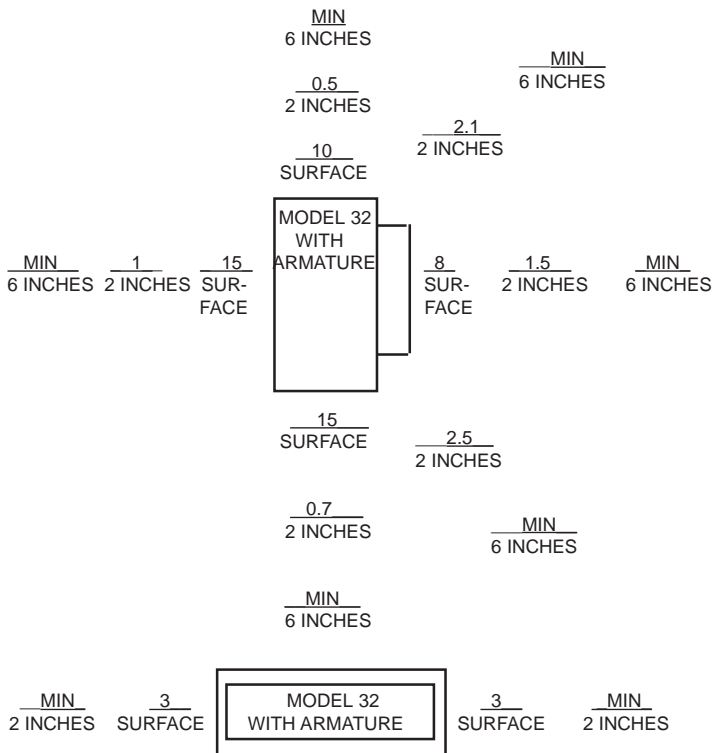 MIN
6 INCHES
MIN
6 INCHES
0.5
2 INCHES
2.1
2 INCHES
10
SURFACE
MODEL 32
WITH
ARMATURE
MIN
6 INCHES
1
2 INCHES
15
SUR-
FACE
8
SUR-
FACE
1.5
2 INCHES
MIN
6 INCHES
15
SURFACE
2.5
2 INCHES
0.7
2 INCHES
MIN
6 INCHES
MIN
6 INCHES
MIN
2 INCHES
3
SURFACE
MODEL 32
WITH ARMATURE
3
SURFACE
MIN
2 INCHES